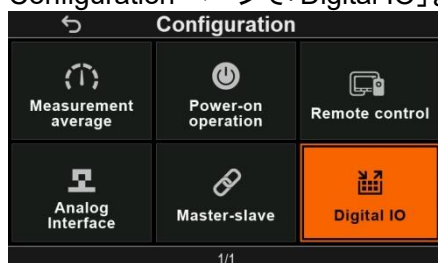 Configuration
Measurement average
Power-on operation
Remote control
Analog Interface
Master-slave
Digital IO
1/1